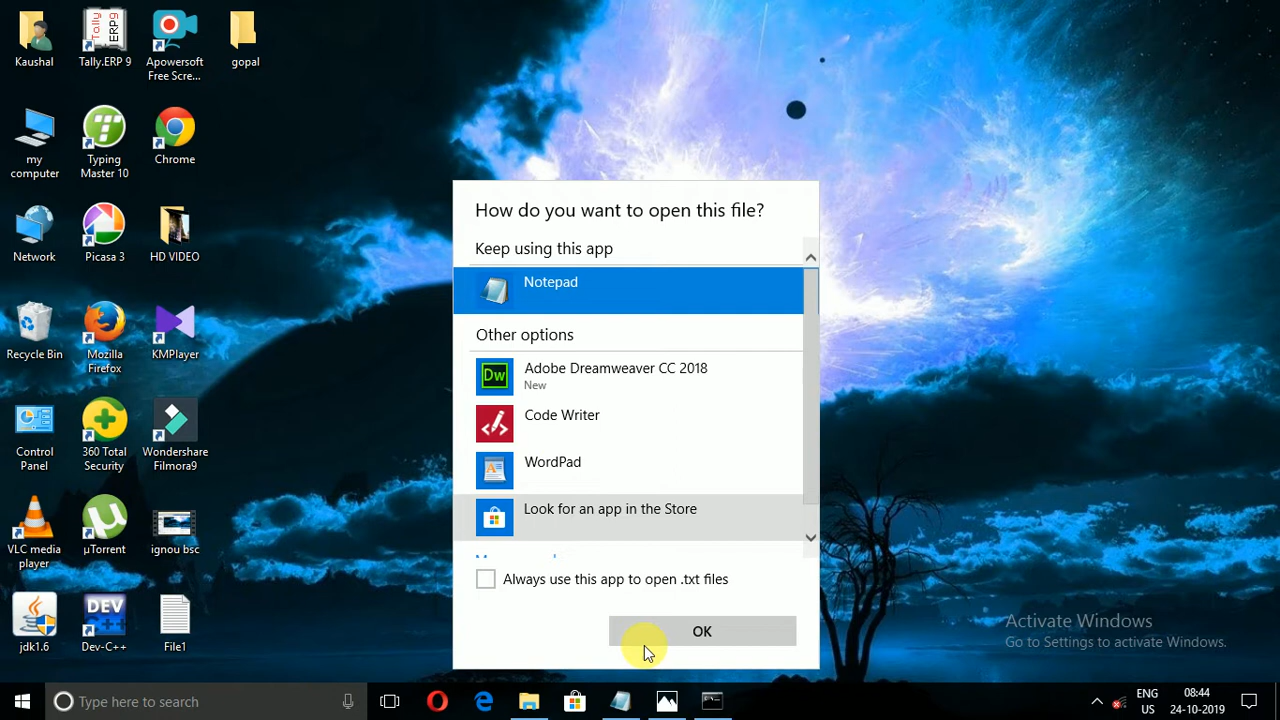 Kaushal
Tally.ERP 9
Apowersoft
Free Scre...
gopal
my
computer
Typing
Master 10
Chrome
Network
Picasa 3
HD VIDEO
Recycle Bin
Mozilla
Firefox
KMPlayer
Control
Panel
360 Total
Security
Wondershare
Filmora9
VLC media
player
µTorrent
ignou bsc
jdk1.6
DEV
Dev-C++
File1
How do you want to open this file?
Keep using this app
Notepad
Other options
Dw
Adobe Dreamweaver CC 2018
New
Code Writer
WordPad
Look for an app in the Store
Always use this app to open .txt files
OK
Activate Windows
Go to Settings to activate Windows.
Type here to search
ENG
US
08:44
24-10-2019